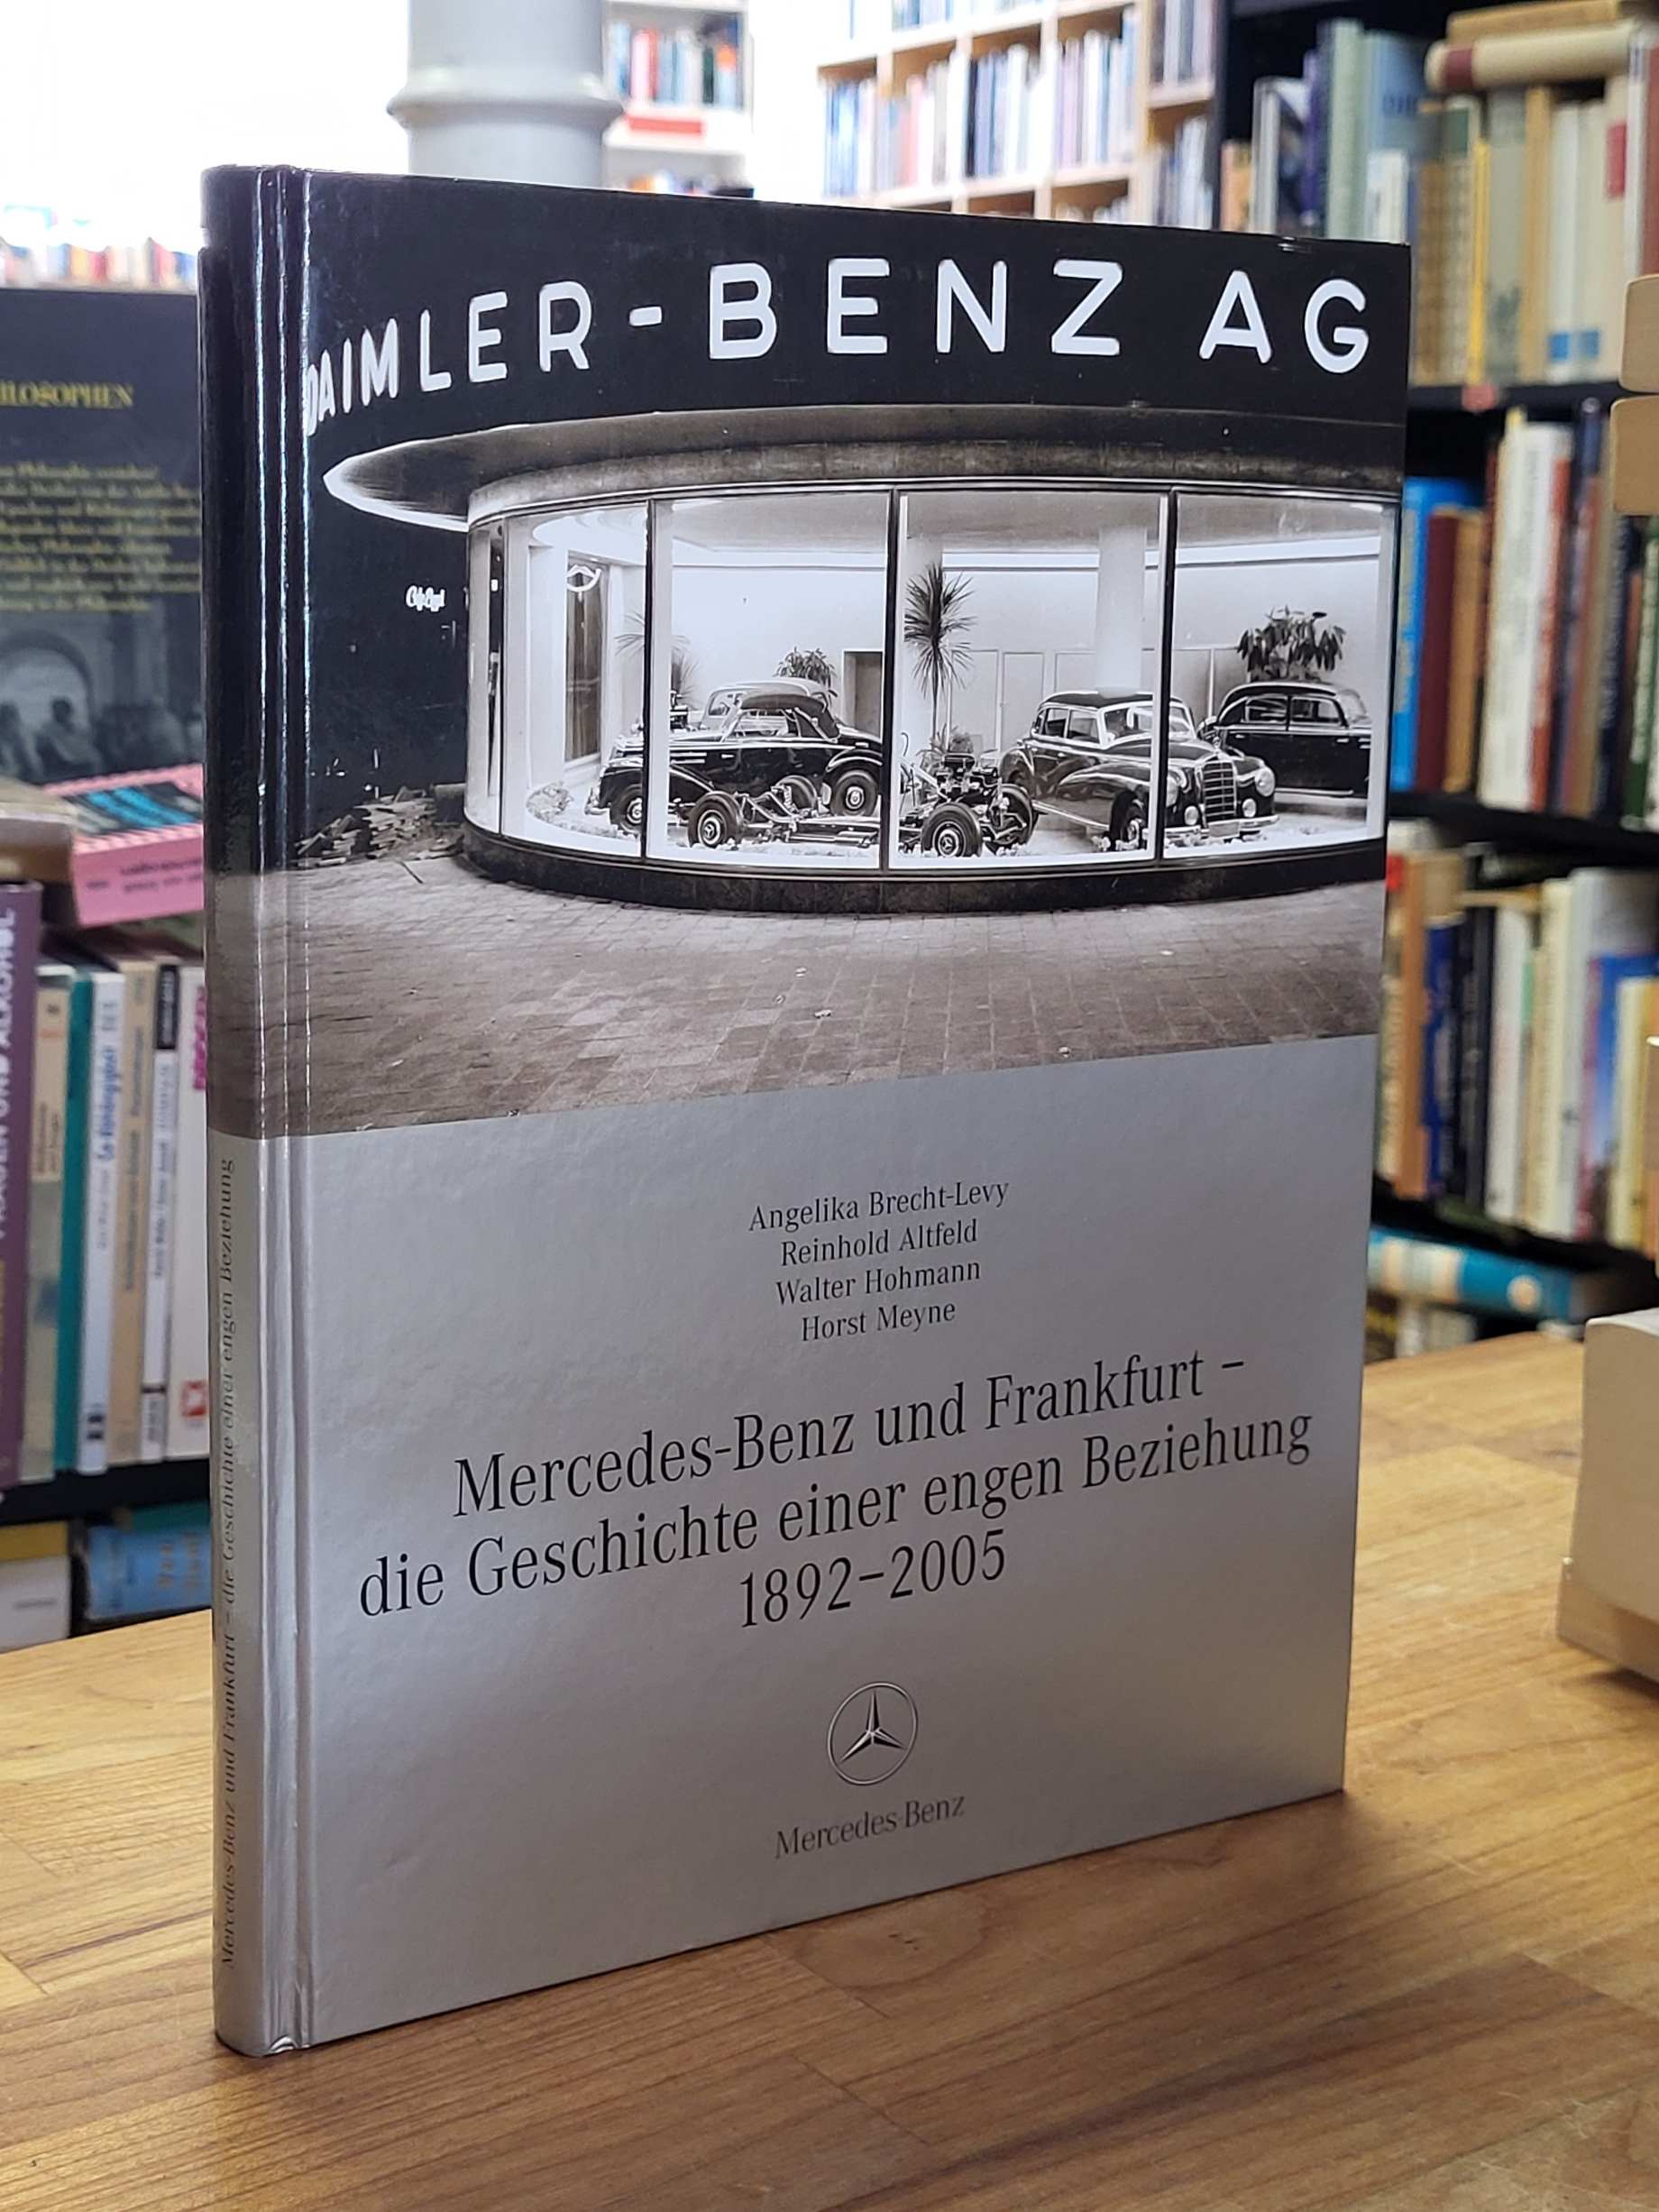 DAIMLER-BENZ AG
Angelika Brecht-Levy
Reinhold Altfeld
Walter Hohmann
Horst Meyne
Mercedes-Benz und Frankfurt –
die Geschichte einer engen Beziehung
1892–2005
Mercedes-Benz
Mercedes-Benz und Frankfurt – die Geschichte einer engen Beziehung